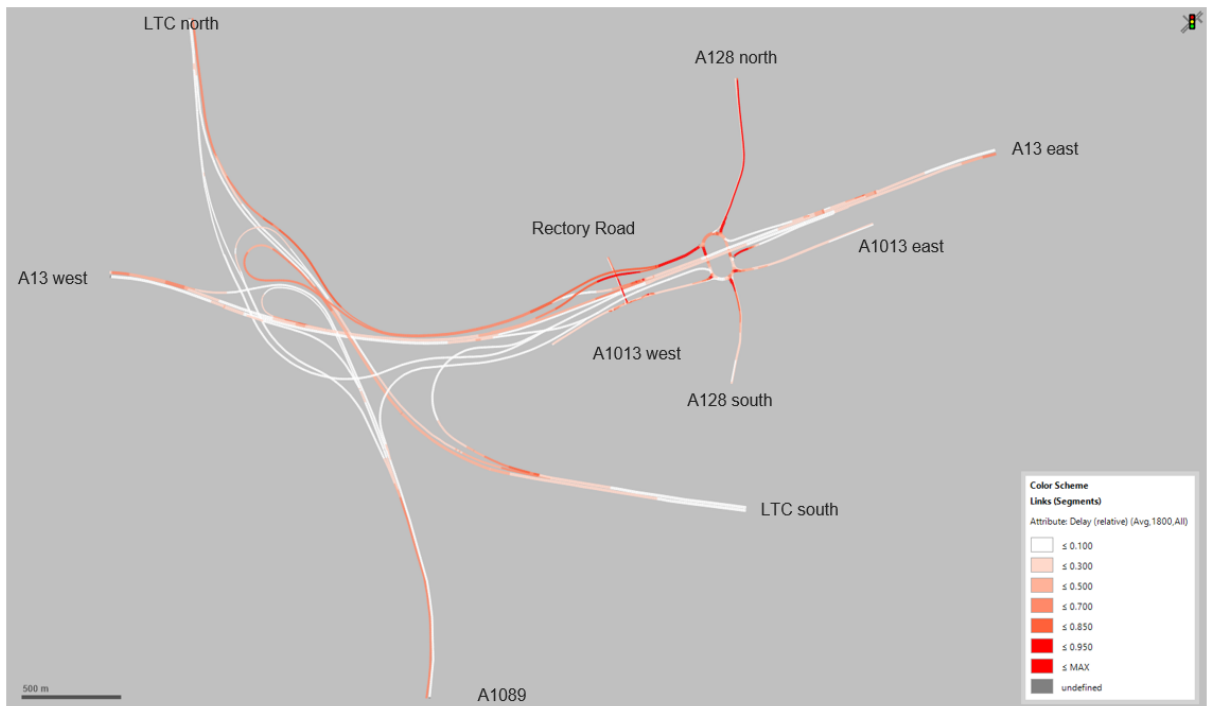 LTC north
A128 north
A13 east
Rectory Road
A1013 east
A13 west
A1013 west
A128 south
LTC south
A1089
500 m
Color Scheme
Links (Segments)
Attribute: Delay (relative) (Avg,1800,All)
≤ 0.100
≤ 0.300
≤ 0.500
≤ 0.700
≤ 0.850
≤ 0.950
≤ MAX
undefined